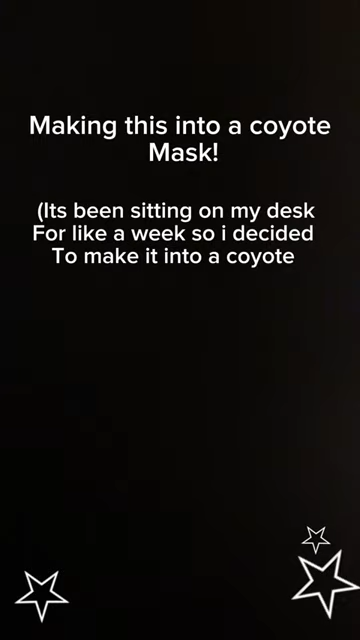 Making this into a coyote
Mask!
(Its been sitting on my desk
For like a week so i decided
To make it into a coyote